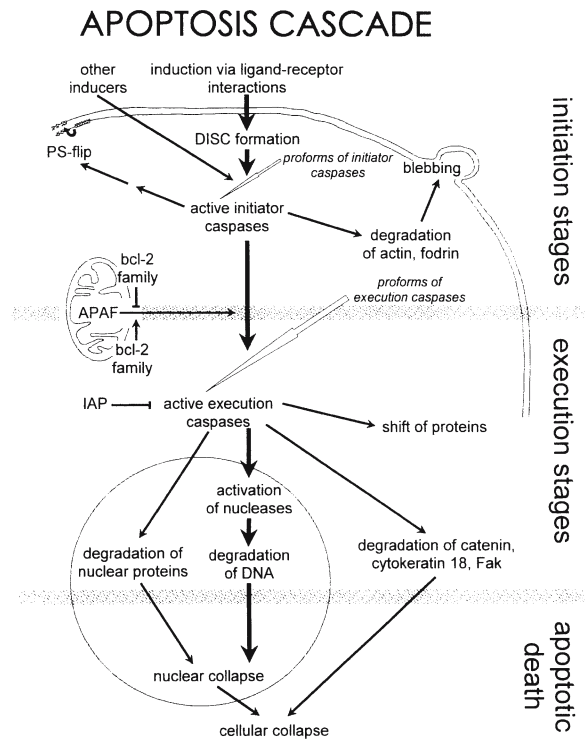 APOPTOSIS CASCADE
other
inducers
induction via ligand-receptor
interactions
DISC formation
PS-flip
proforms of initiator
caspases
blebbing
active initiator
caspases
degradation
of actin, fodrin
initiation stages
bcl-2
family
proforms of
execution caspases
APAF
bcl-2
family
IAP
active execution
caspases
shift of proteins
execution stages
activation
of nucleases
degradation of
nuclear proteins
degradation
of DNA
degradation of catenin,
cytokeratin 18, Fak
nuclear collapse
cellular collapse
apoptotic
death